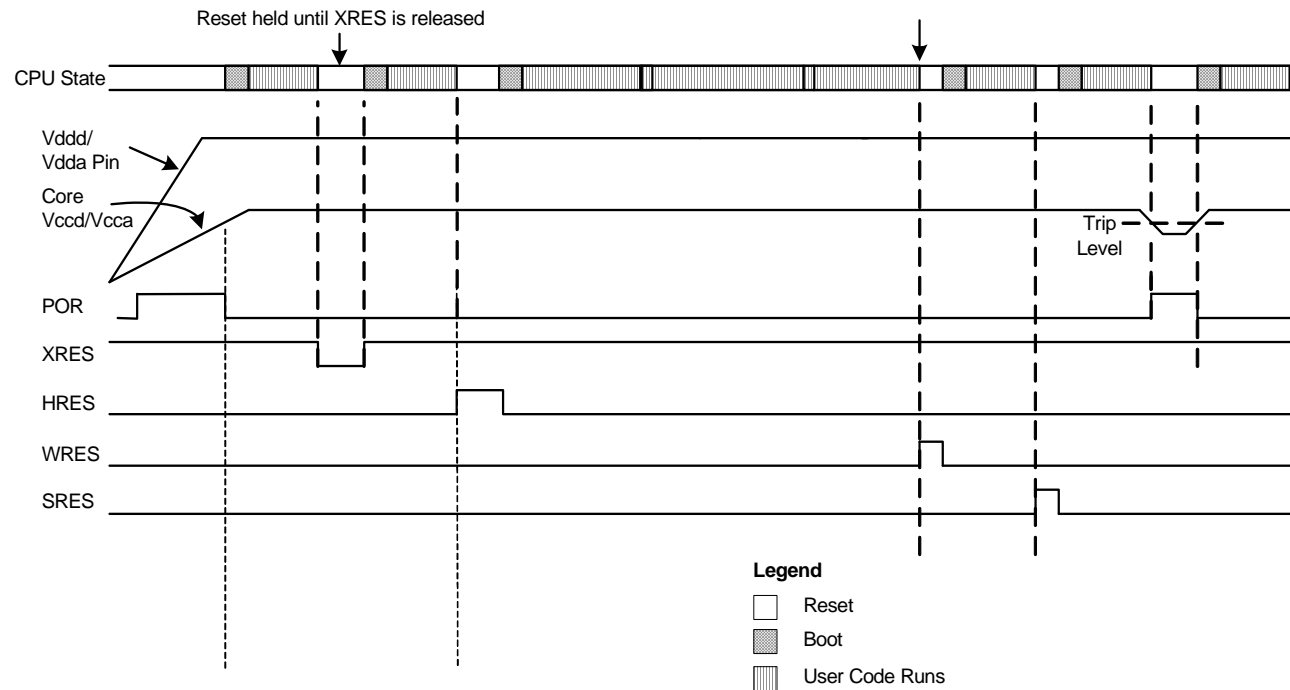 Reset held until XRES is released
CPU State
Vddd/
Vdda Pin
Core
Vccd/Vcca
Trip
Level
POR
XRES
HRES
WRES
SRES
Legend
Reset
Boot
User Code Runs